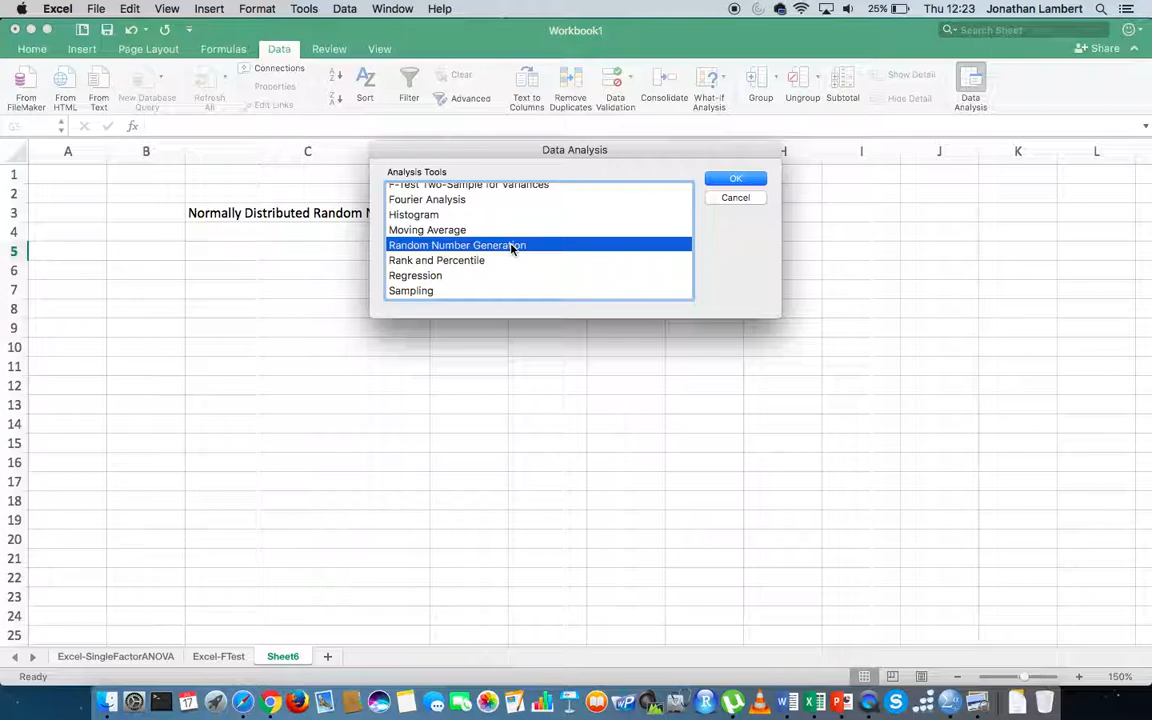 Excel File Edit View Insert Format Tools Data Window Help 25% Thu 12:23 Jonathan Lambert
Workbook1 Search Sheet
Home Insert Page Layout Formulas Data Review View Share
From FileMaker From HTML From Text New Database Query Refresh All Connections Properties Edit Links Sort Filter Clear Advanced Text to Columns Remove Duplicates Data Validation Consolidate What-if Analysis Group Ungroup Subtotal Show Detail Hide Detail Data Analysis
G5 fx
A B C H I J K L
Data Analysis
Analysis Tools
F-Test Two-Sample for Variances
Fourier Analysis
Histogram
Moving Average
Random Number Generation
Rank and Percentile
Regression
Sampling
OK
Cancel
1
2
3 Normally Distributed Random N
4
5
6
7
8
9
10
11
12
13
14
15
16
17
18
19
20
21
22
23
24
25
Excel-SingleFactorANOVA Excel-FTest Sheet6 +
Ready 150%